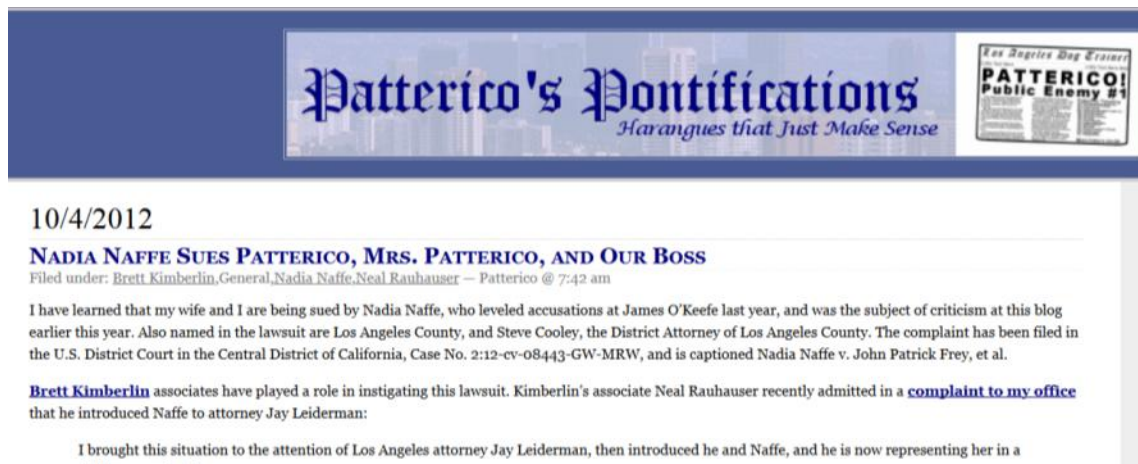 Patterico's Pontifications
Harangues that Just Make Sense
Los Angeles Dog Trainer
PATTERICO!
Public Enemy #1
10/4/2012
NADIA NAFFE SUES PATTERICO, MRS. PATTERICO, AND OUR BOSS
Filed under: Brett Kimberlin,General,Nadia Naffe,Neal Rauhauser — Patterico @ 7:42 am
I have learned that my wife and I are being sued by Nadia Naffe, who leveled accusations at James O'Keefe last year, and was the subject of criticism at this blog
earlier this year. Also named in the lawsuit are Los Angeles County, and Steve Cooley, the District Attorney of Los Angeles County. The complaint has been filed in
the U.S. District Court in the Central District of California, Case No. 2:12-cv-08443-GW-MRW, and is captioned Nadia Naffe v. John Patrick Frey, et al.
Brett Kimberlin associates have played a role in instigating this lawsuit. Kimberlin's associate Neal Rauhauser recently admitted in a complaint to my office
that he introduced Naffe to attorney Jay Leiderman:
I brought this situation to the attention of Los Angeles attorney Jay Leiderman, then introduced he and Naffe, and he is now representing her in a